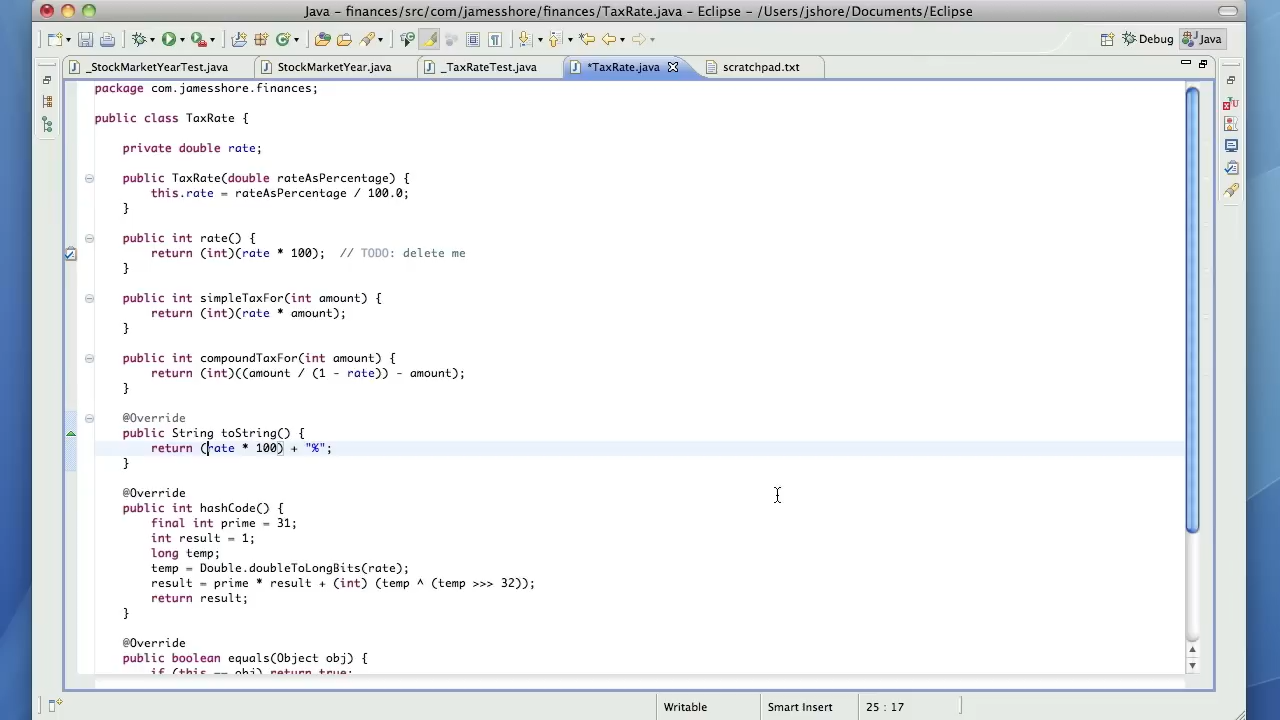 Java - finances/src/com/jamesshore/finances/TaxRate.java - Eclipse - /Users/jshore/Documents/Eclipse
Debug
Java
_StockMarketYearTest.java
StockMarketYear.java
_TaxRateTest.java
*TaxRate.java
scratchpad.txt
package com.jamesshore.finances;
public class TaxRate {
private double rate;
public TaxRate(double rateAsPercentage) {
this.rate = rateAsPercentage / 100.0;
}
public int rate() {
return (int)(rate * 100);  // TODO: delete me
}
public int simpleTaxFor(int amount) {
return (int)(rate * amount);
}
public int compoundTaxFor(int amount) {
return (int)((amount / (1 - rate)) - amount);
}
@Override
public String toString() {
return (rate * 100) + "%";
}
@Override
public int hashCode() {
final int prime = 31;
int result = 1;
long temp;
temp = Double.doubleToLongBits(rate);
result = prime * result + (int) (temp ^ (temp >>> 32));
return result;
}
@Override
public boolean equals(Object obj) {
if (this == obj) return true;
Writable
Smart Insert
25 : 17